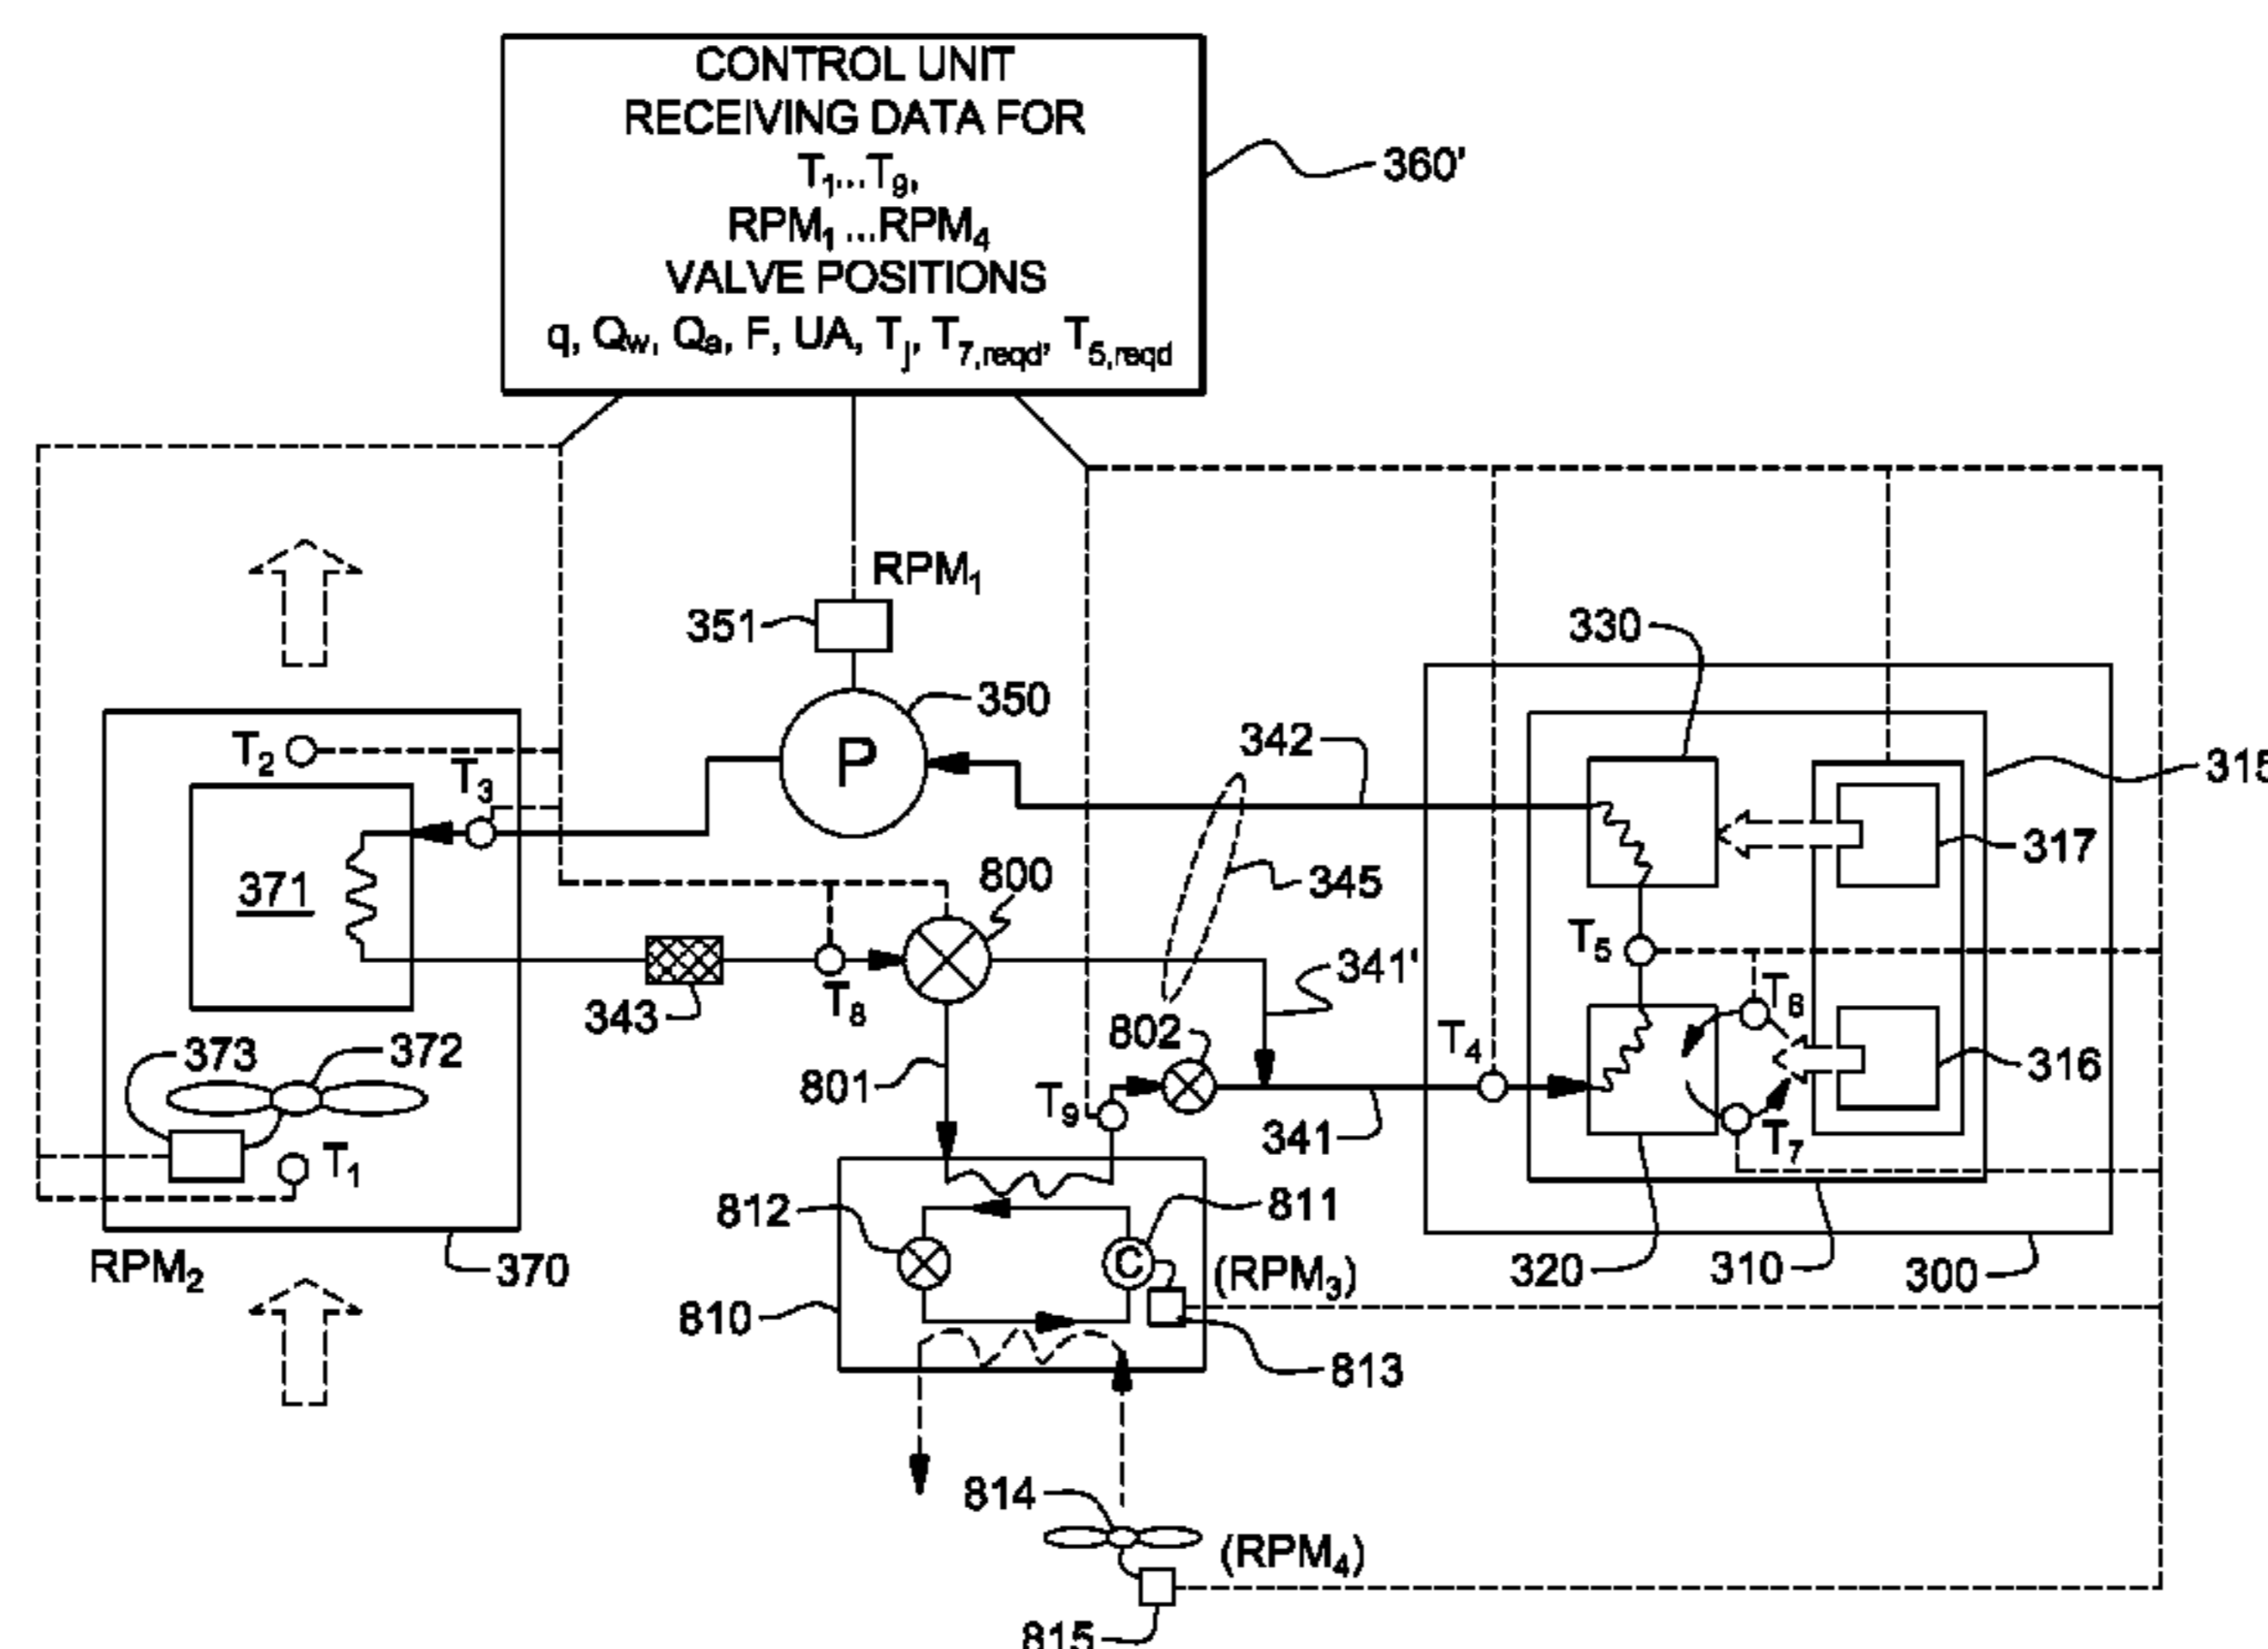 CONTROL UNIT
RECEIVING DATA FOR
T1...T9,
RPM1...RPM4
VALVE POSITIONS
q, Qw, Qa, F, UA, Tj, T7,reqd, T5,reqd
360'
RPM1
351
350
P
342
330
315
T2
T3
371
345
317
800
T5
T6
341'
343
T8
802
T4
316
373
372
801
T9
341
T7
T1
812
811
RPM2
370
810
C
(RPM3)
320
310
300
813
814
(RPM4)
815